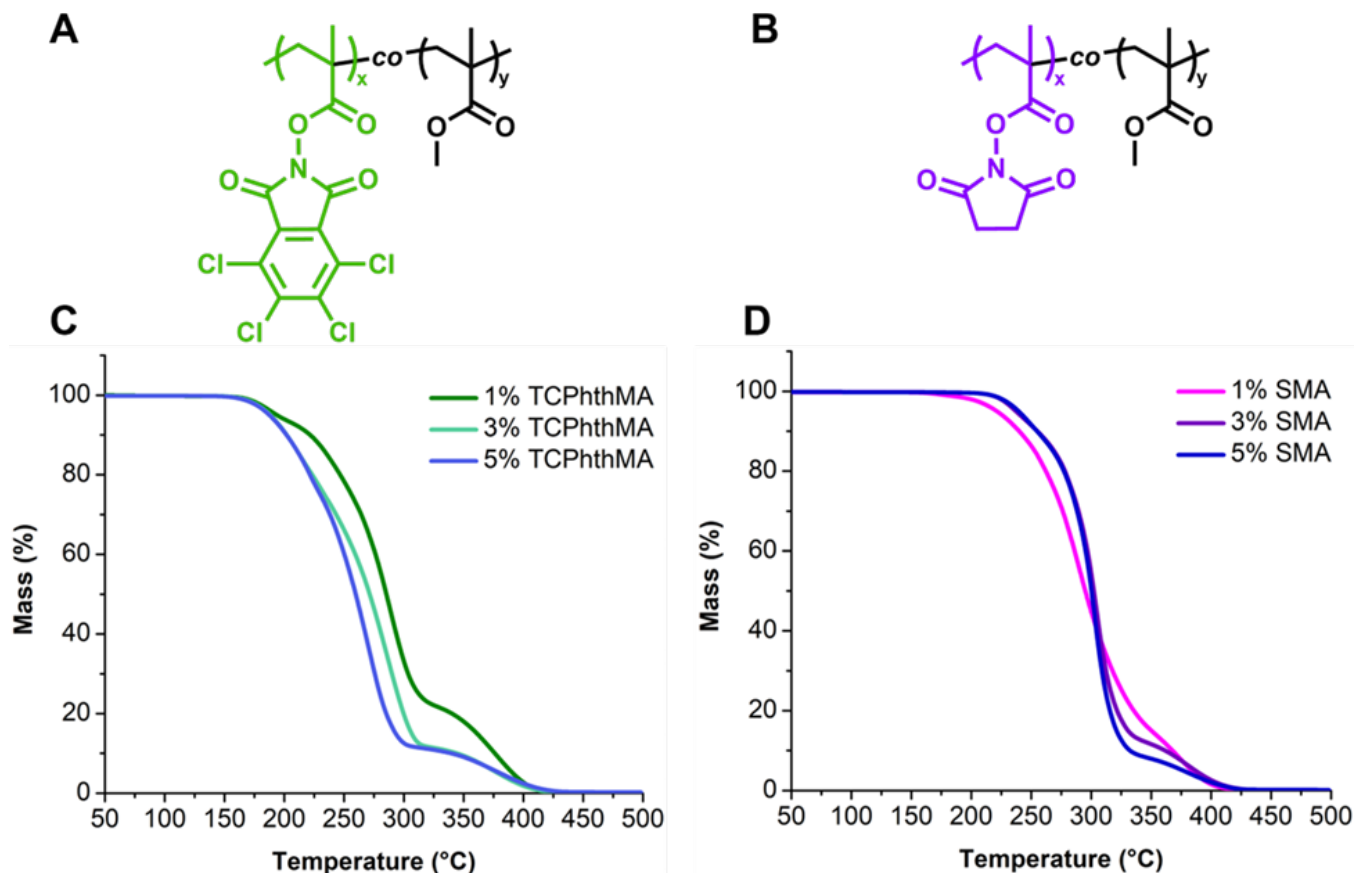 A
B
co
x
y
O
O
O
O
N
O
O
Cl
Cl
Cl
Cl
co
x
y
O
O
O
O
N
O
O
C
D
100
80
60
40
20
0
Mass (%)
1% TCPhthMA
3% TCPhthMA
5% TCPhthMA
50 100 150 200 250 300 350 400 450 500
Temperature (°C)
100
80
60
40
20
0
Mass (%)
1% SMA
3% SMA
5% SMA
50 100 150 200 250 300 350 400 450 500
Temperature (°C)